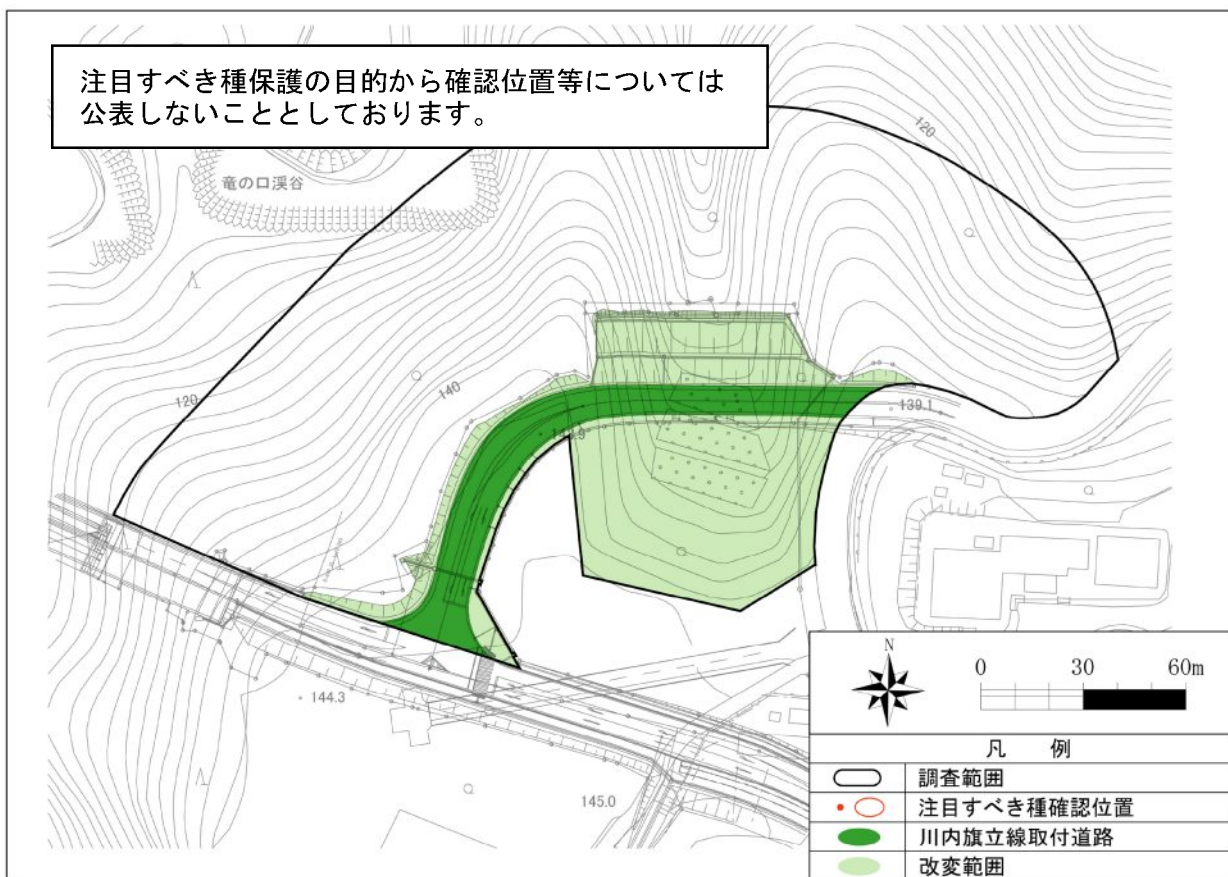 注目すべき種保護の目的から確認位置等については
公表しないこととしております。
120
竜の口渓谷
140
120
139.1
144.3
145.0
N
0 30 60m
凡 例
調査範囲
注目すべき種確認位置
川内旗立線取付道路
改変範囲